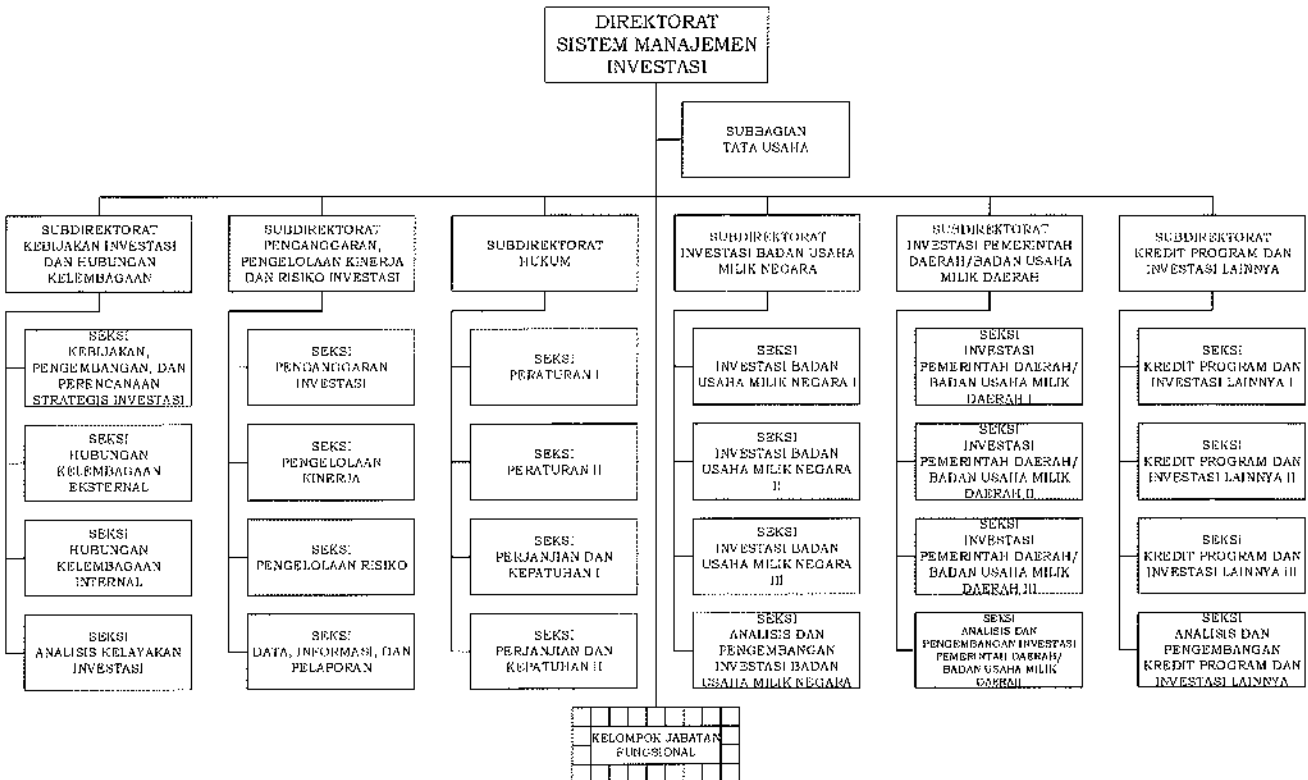 DIREKTORAT
SISTEM MANAJEMEN
INVESTASI
SUBBAGIAN
TATA USAHA
SUBDIREKTORAT
KEBIJAKAN INVESTASI
DAN HUBUNGAN
KELEMBAGAAN
SUBDIREKTORAT
PENGANGGARAN,
PENGELOLAAN KINERJA
DAN RISIKO INVESTASI
SUBDIREKTORAT
HUKUM
SUBDIREKTORAT
INVESTASI BADAN USAHA
MILIK NEGARA
SUBDIREKTORAT
INVESTASI PEMERINTAH
DAERAH/BADAN USAHA
MILIK DAERAH
SUBDIREKTORAT
KREDIT PROGRAM DAN
INVESTASI LAINNYA
SEKSI
KEBIJAKAN,
PENGEMBANGAN, DAN
PERENCANAAN
STRATEGIS INVESTASI
SEKSI
PENGANGGARAN
INVESTASI
SEKSI
PERATURAN I
SEKSI
INVESTASI BADAN
USAHA MILIK NEGARA I
SEKSI
INVESTASI
PEMERINTAH DAERAH/
BADAN USAHA MILIK
DAERAH I
SEKSI
KREDIT PROGRAM DAN
INVESTASI LAINNYA I
SEKSI
HUBUNGAN
KELEMBAGAAN
EKSTERNAL
SEKSI
PENGELOLAAN
KINERJA
SEKSI
PERATURAN II
SEKSI
INVESTASI BADAN
USAHA MILIK NEGARA
II
SEKSI
INVESTASI
PEMERINTAH DAERAH/
BADAN USAHA MILIK
DAERAH II
SEKSI
KREDIT PROGRAM DAN
INVESTASI LAINNYA II
SEKSI
HUBUNGAN
KELEMBAGAAN
INTERNAL
SEKSI
PENGELOLAAN RISIKO
SEKSI
PERJANJIAN DAN
KEPATUHAN I
SEKSI
INVESTASI BADAN
USAHA MILIK NEGARA
III
SEKSI
INVESTASI
PEMERINTAH DAERAH/
BADAN USAHA MILIK
DAERAH III
SEKSI
KREDIT PROGRAM DAN
INVESTASI LAINNYA III
SEKSI
ANALISIS KELAYAKAN
INVESTASI
SEKSI
DATA, INFORMASI, DAN
PELAPORAN
SEKSI
PERJANJIAN DAN
KEPATUHAN II
SEKSI
ANALISIS DAN
PENGEMBANGAN
INVESTASI BADAN
USAHA MILIK NEGARA
SEKSI
ANALISIS DAN
PENGEMBANGAN INVESTASI
PEMERINTAH DAERAH/
BADAN USAHA MILIK
DAERAH
SEKSI
ANALISIS DAN
PENGEMBANGAN
KREDIT PROGRAM DAN
INVESTASI LAINNYA
KELOMPOK JABATAN
FUNGSIONAL